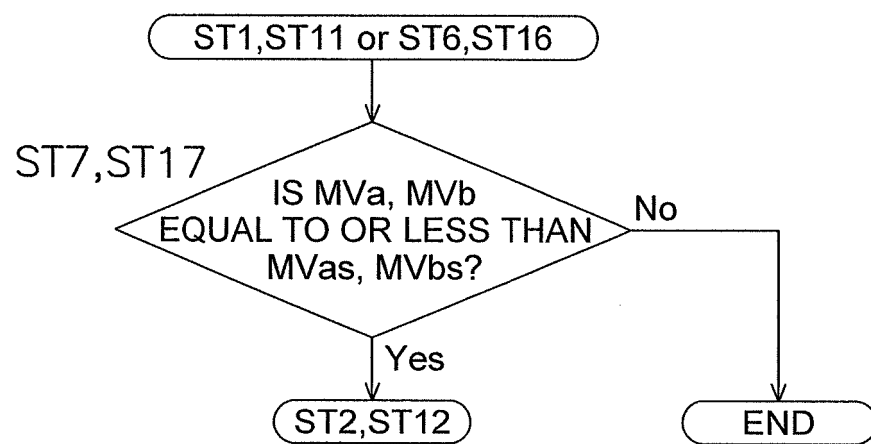 ST1,ST11 or ST6,ST16
ST7,ST17
IS MVa, MVb
EQUAL TO OR LESS THAN
MVas, MVbs?
No
Yes
ST2,ST12
END